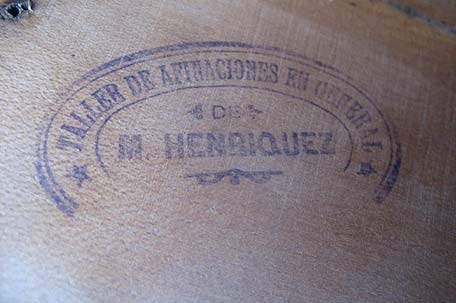 TALLER DE AFINACIONES EN GENERAL
DE
M. HENRIQUEZ